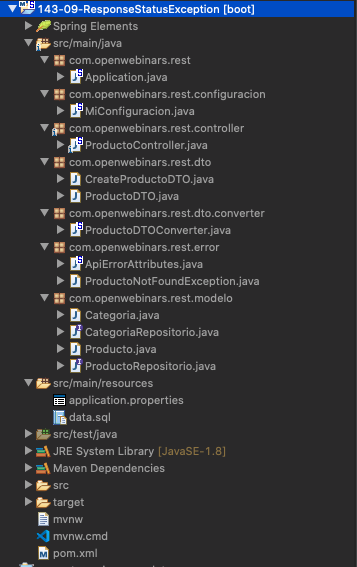 143-09-ResponseStatusException [boot]
Spring Elements
src/main/java
com.openwebinars.rest
Application.java
com.openwebinars.rest.configuracion
MiConfiguracion.java
com.openwebinars.rest.controller
ProductoController.java
com.openwebinars.rest.dto
CreateProductoDTO.java
ProductoDTO.java
com.openwebinars.rest.dto.converter
ProductoDTOConverter.java
com.openwebinars.rest.error
ApiErrorAttributes.java
ProductoNotFoundException.java
com.openwebinars.rest.modelo
Categoria.java
CategoriaRepositorio.java
Producto.java
ProductoRepositorio.java
src/main/resources
application.properties
data.sql
src/test/java
JRE System Library [JavaSE-1.8]
Maven Dependencies
src
target
mvnw
mvnw.cmd
pom.xml